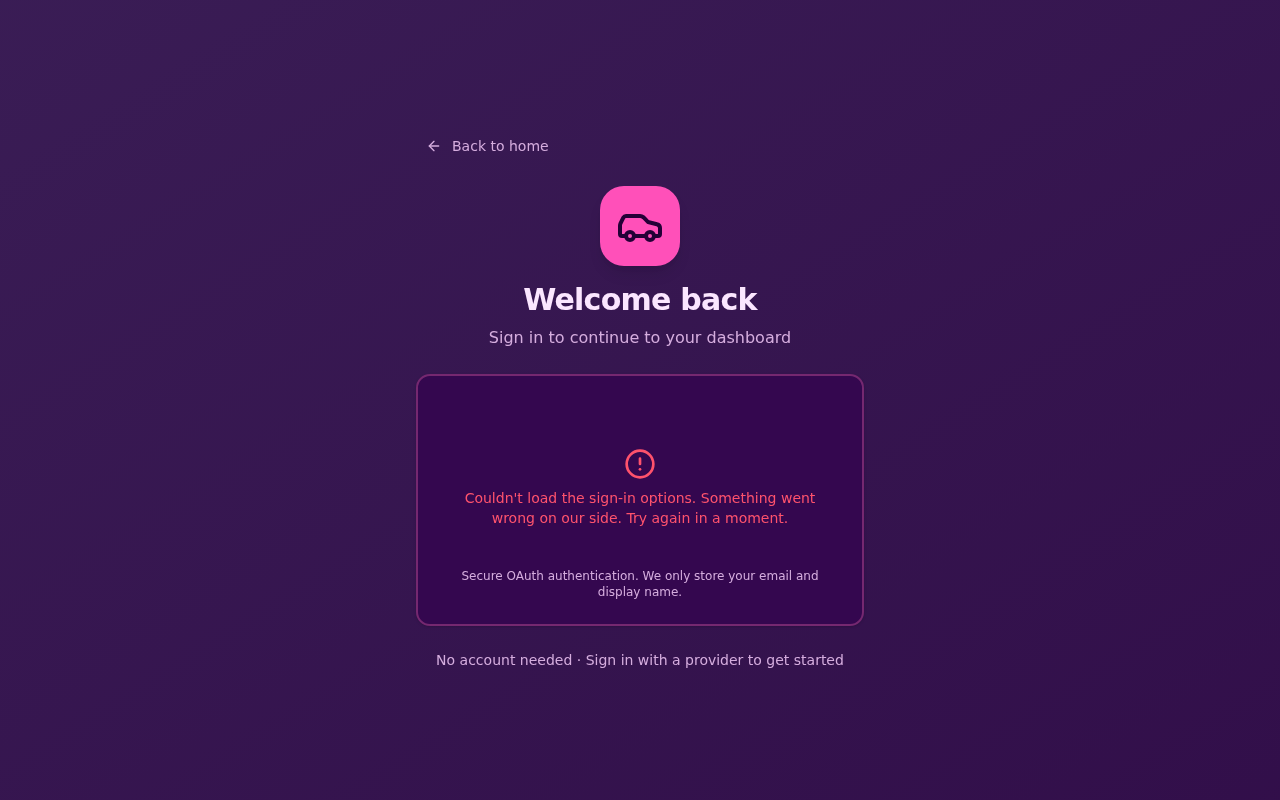 Back to home
Welcome back
Sign in to continue to your dashboard
Couldn't load the sign-in options. Something went
wrong on our side. Try again in a moment.
Secure OAuth authentication. We only store your email and
display name.
No account needed · Sign in with a provider to get started